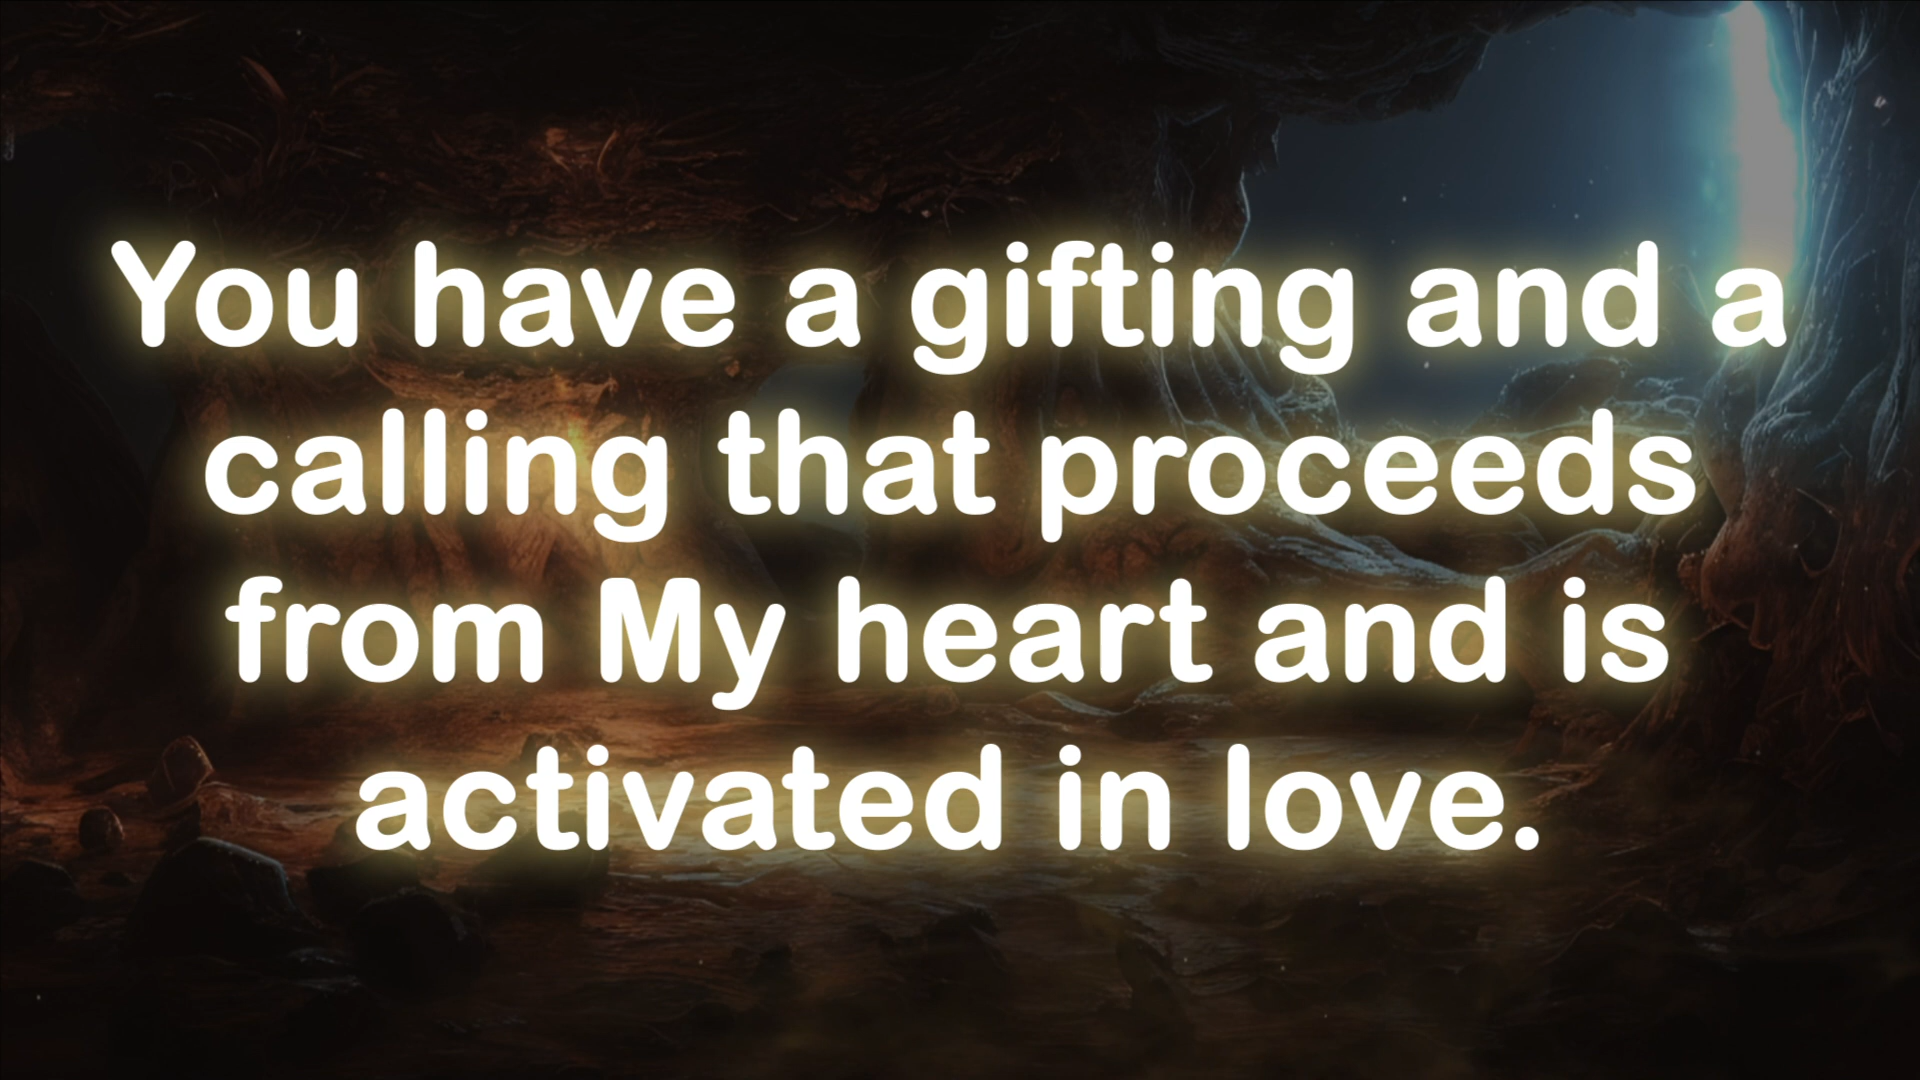 You have a gifting and a
calling that proceeds
from My heart and is
activated in love.